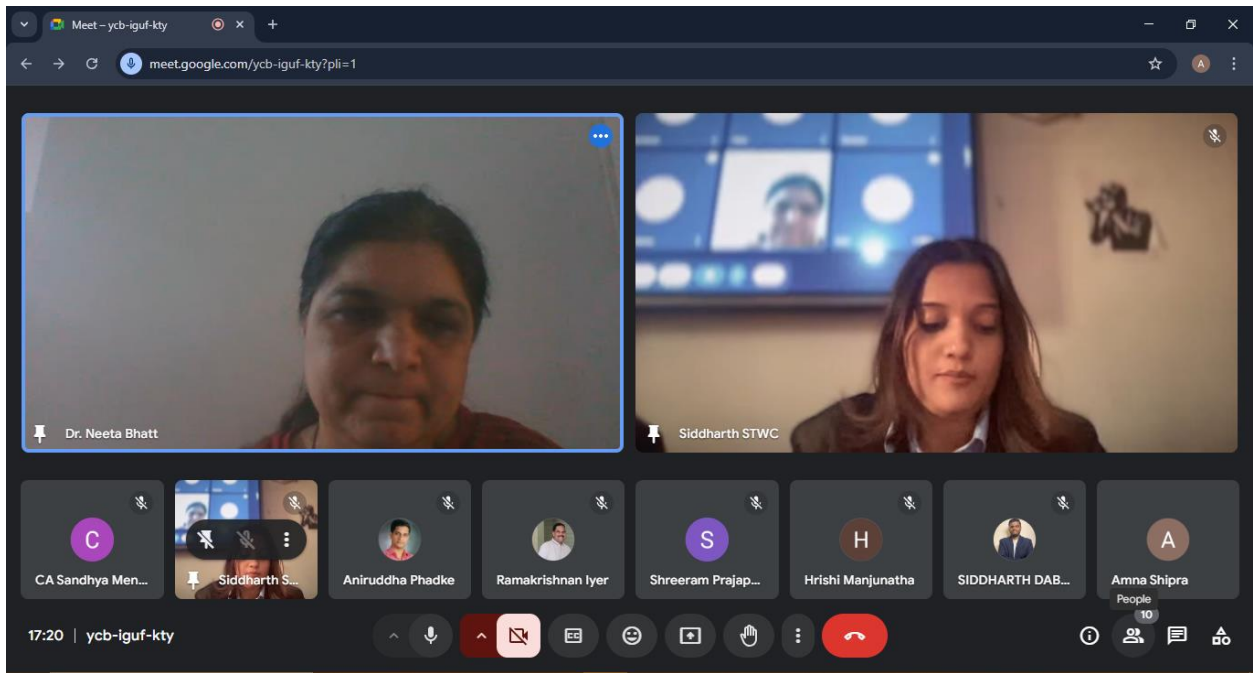 Meet – ycb-iguf-kty
meet.google.com/ycb-iguf-kty?pli=1
A
Dr. Neeta Bhatt
Siddharth STWC
C
S
H
A
CA Sandhya Men...
Siddharth S...
Aniruddha Phadke
Ramakrishnan Iyer
Shreeram Prajap...
Hrishi Manjunatha
SIDDHARTH DAB...
Amna Shipra
People
10
17:20 | ycb-iguf-kty
CC